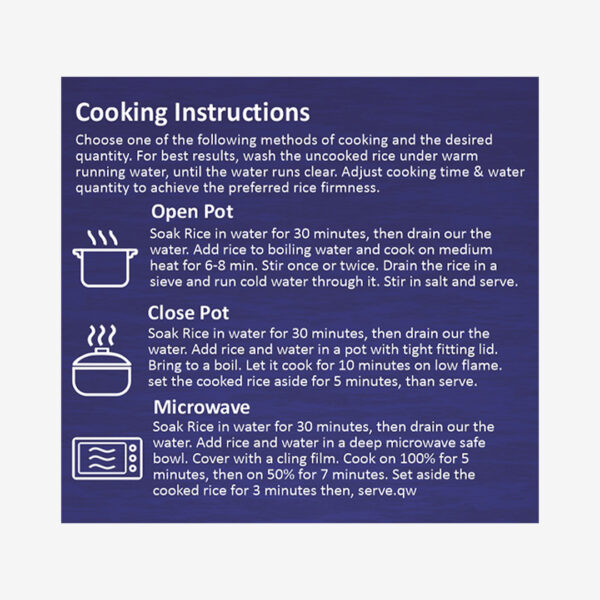 Cooking Instructions
Choose one of the following methods of cooking and the desired
quantity. For best results, wash the uncooked rice under warm
running water, until the water runs clear. Adjust cooking time & water
quantity to achieve the preferred rice firmness.
Open Pot
Soak Rice in water for 30 minutes, then drain our the
water. Add rice to boiling water and cook on medium
heat for 6-8 min. Stir once or twice. Drain the rice in a
sieve and run cold water through it. Stir in salt and serve.
Close Pot
Soak Rice in water for 30 minutes, then drain our the
water. Add rice and water in a pot with tight fitting lid.
Bring to a boil. Let it cook for 10 minutes on low flame.
set the cooked rice aside for 5 minutes, than serve.
Microwave
Soak Rice in water for 30 minutes, then drain our the
water. Add rice and water in a deep microwave safe
bowl. Cover with a cling film. Cook on 100% for 5
minutes, then on 50% for 7 minutes. Set aside the
cooked rice for 3 minutes then, serve.qw